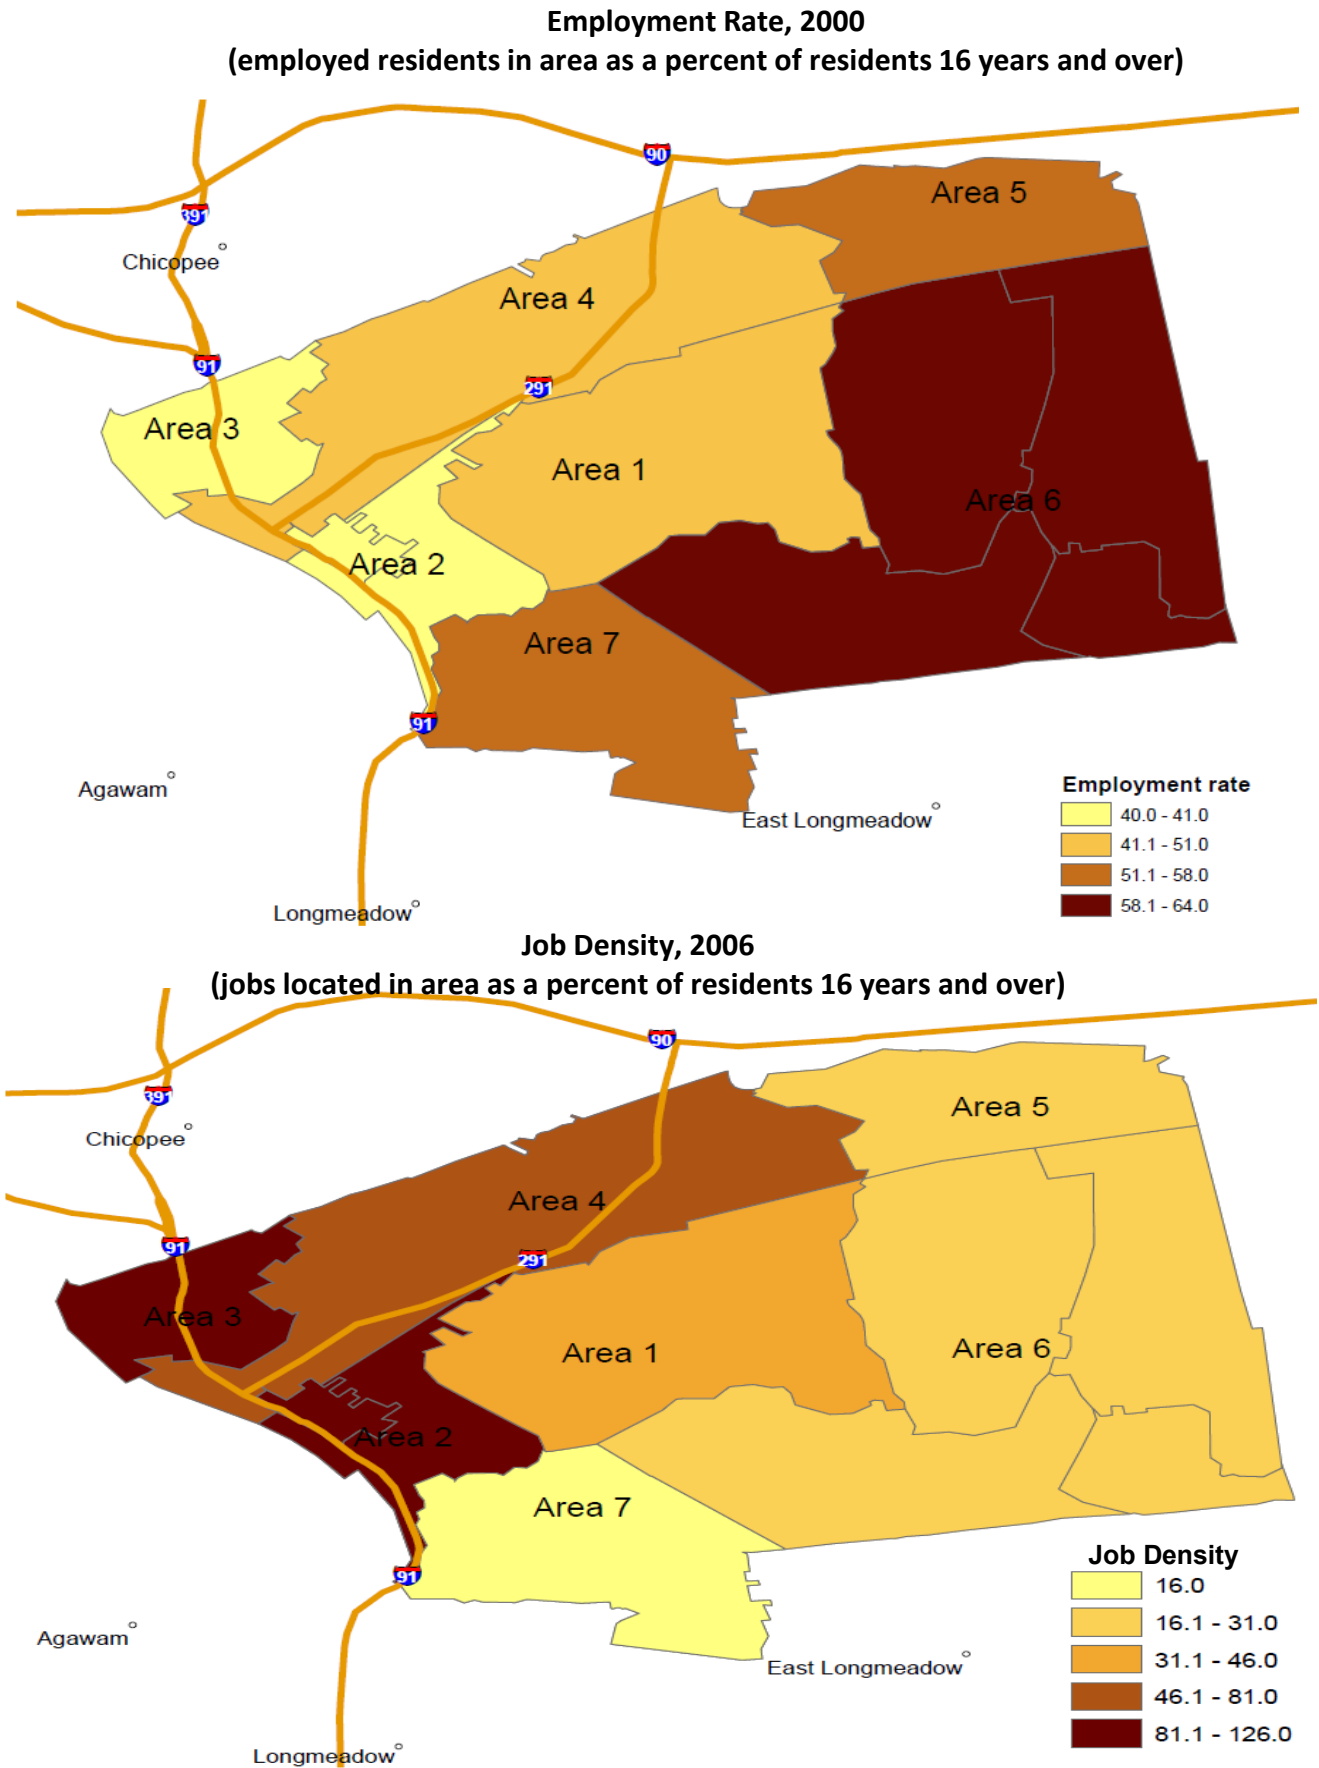 Employment Rate, 2000
(employed residents in area as a percent of residents 16 years and over)
90
Area 5
391
Chicopee
Area 4
91
291
Area 3
Area 1
Area 6
Area 2
Area 7
91
Agawam
East Longmeadow
Longmeadow
Employment rate
40.0 - 41.0
41.1 - 51.0
51.1 - 58.0
58.1 - 64.0
Job Density, 2006
(jobs located in area as a percent of residents 16 years and over)
90
391
Area 5
Chicopee
Area 4
91
291
Area 3
Area 1
Area 6
Area 2
Area 7
91
Agawam
East Longmeadow
Longmeadow
Job Density
16.0
16.1 - 31.0
31.1 - 46.0
46.1 - 81.0
81.1 - 126.0